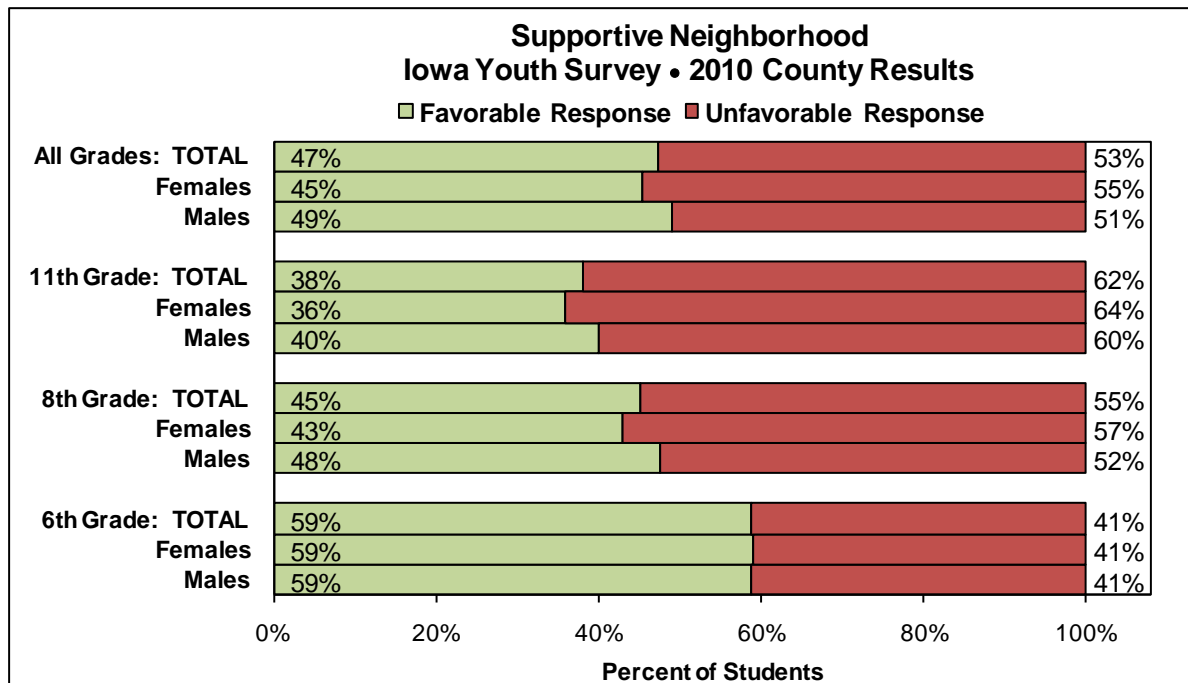 Supportive Neighborhood
Iowa Youth Survey • 2010 County Results
Favorable Response Unfavorable Response
All Grades: TOTAL 47% 53%
Females 45% 55%
Males 49% 51%
11th Grade: TOTAL 38% 62%
Females 36% 64%
Males 40% 60%
8th Grade: TOTAL 45% 55%
Females 43% 57%
Males 48% 52%
6th Grade: TOTAL 59% 41%
Females 59% 41%
Males 59% 41%
0% 20% 40% 60% 80% 100%
Percent of Students